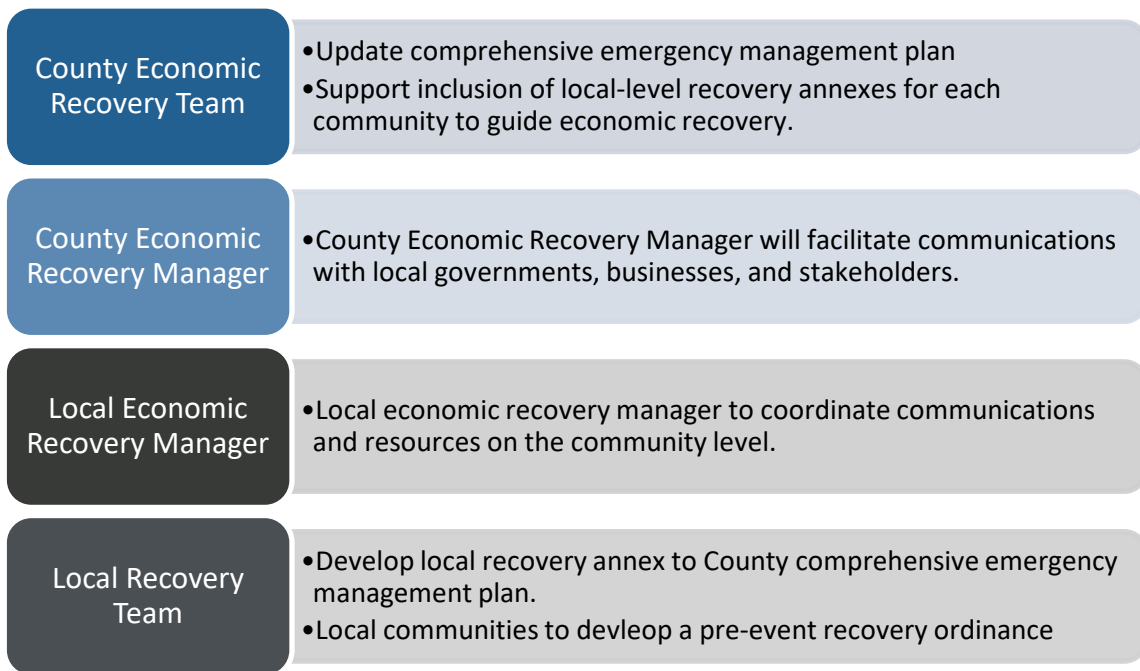 County Economic
Recovery Team
•Update comprehensive emergency management plan
•Support inclusion of local-level recovery annexes for each
community to guide economic recovery.
County Economic
Recovery Manager
•County Economic Recovery Manager will facilitate communications
with local governments, businesses, and stakeholders.
Local Economic
Recovery Manager
•Local economic recovery manager to coordinate communications
and resources on the community level.
Local Recovery
Team
•Develop local recovery annex to County comprehensive emergency
management plan.
•Local communities to devleop a pre-event recovery ordinance